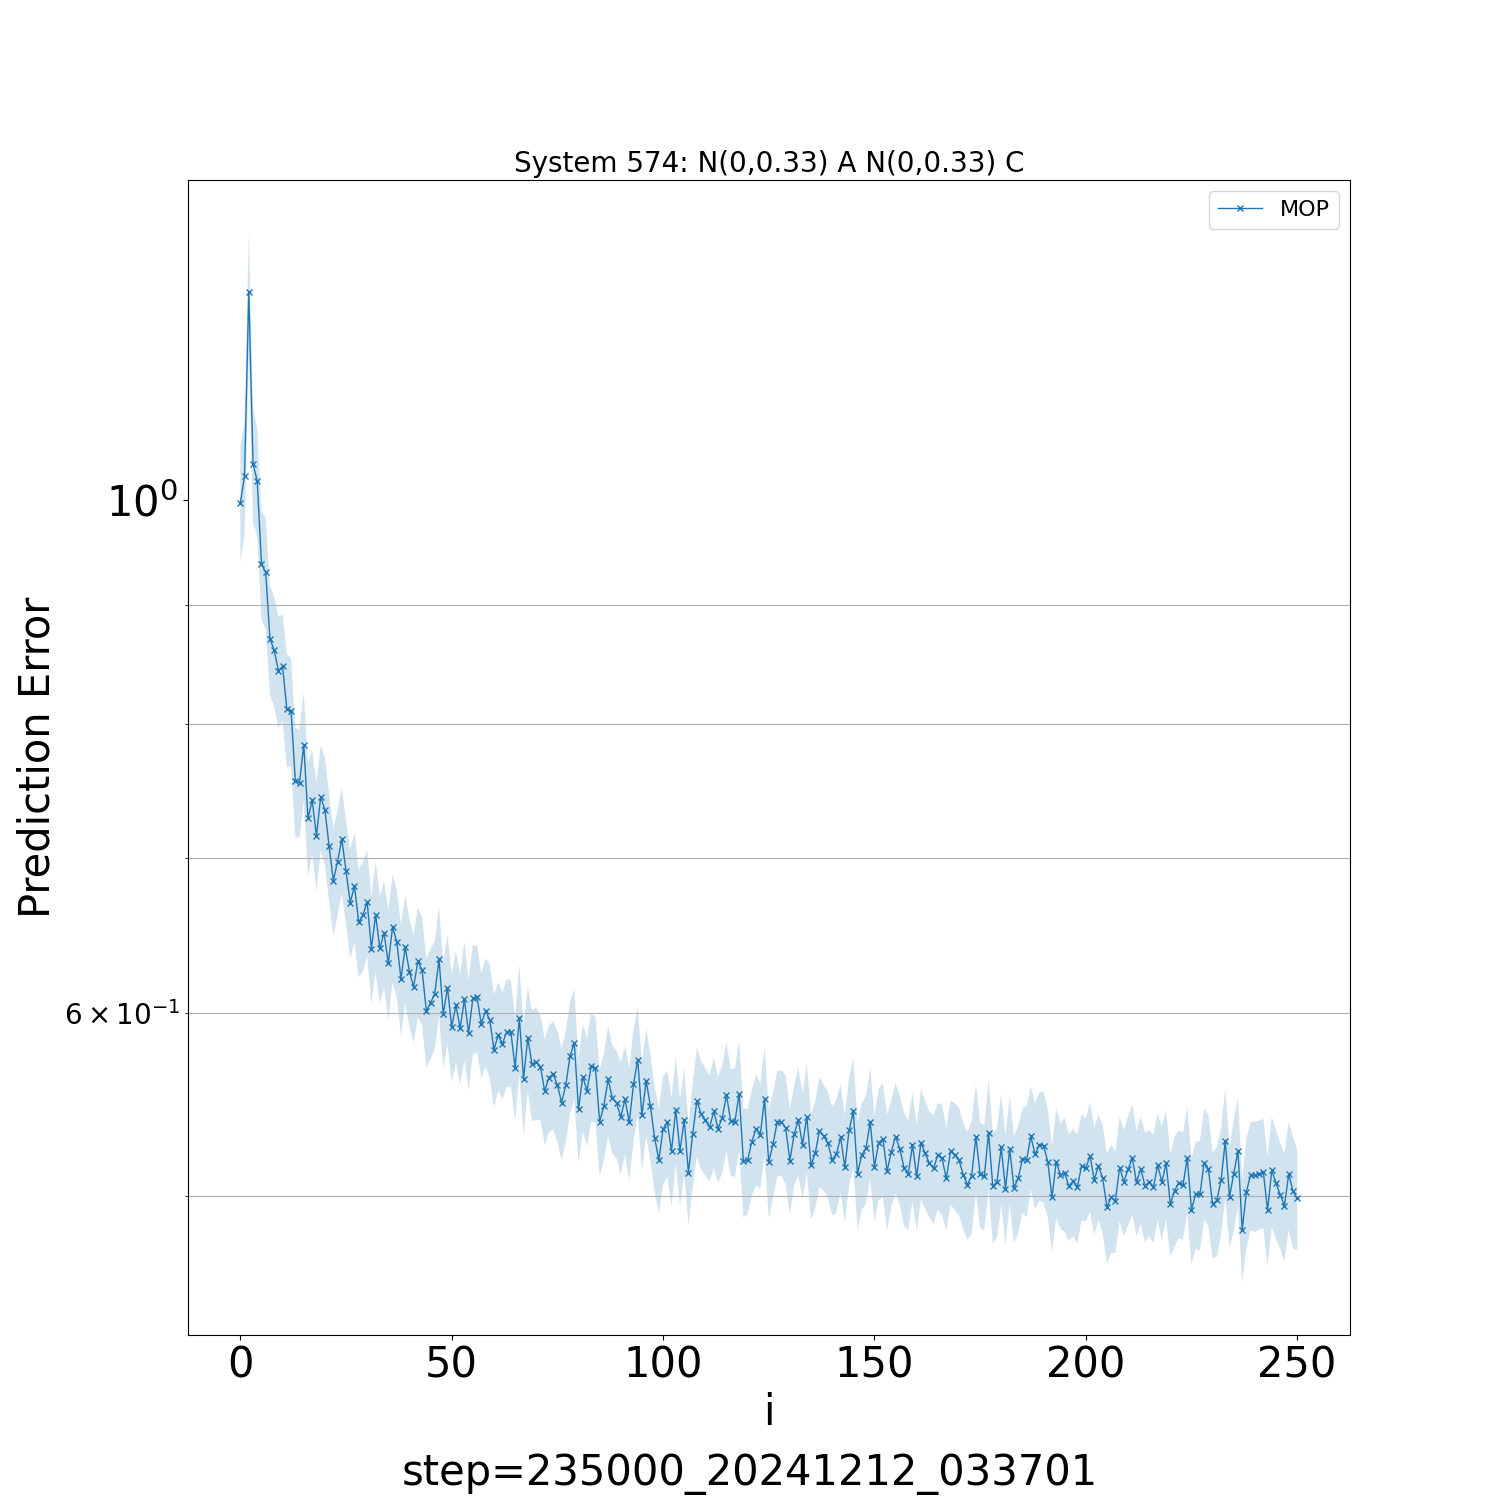 System 574: N(0,0.33) A N(0,0.33) C
MOP
10⁰
6 × 10⁻¹
Prediction Error
0 50 100 150 200 250
i
step=235000_20241212_033701